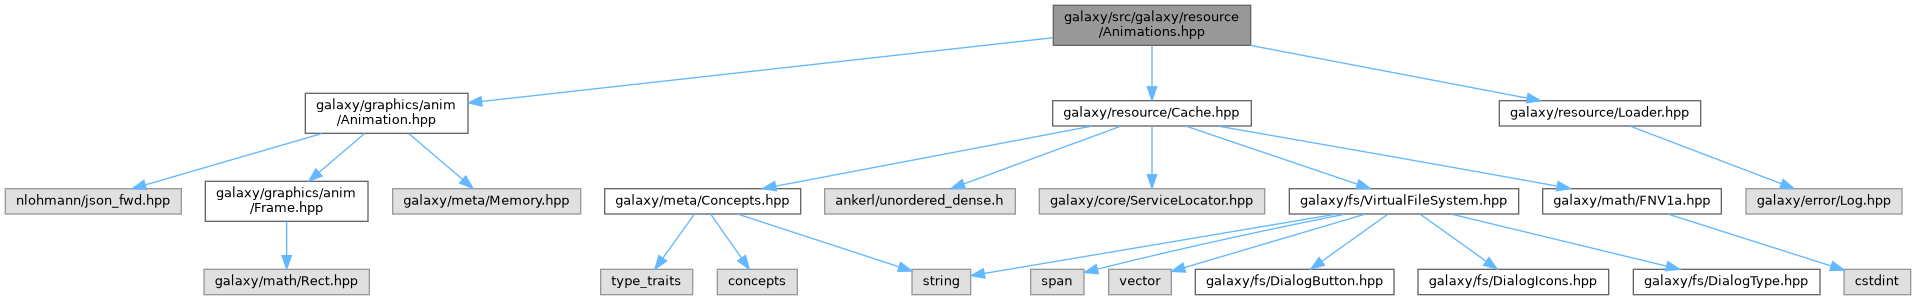 galaxy/src/galaxy/resource
/Animations.hpp
galaxy/graphics/anim
/Animation.hpp
galaxy/resource/Cache.hpp
galaxy/resource/Loader.hpp
nlohmann/json_fwd.hpp
galaxy/graphics/anim
/Frame.hpp
galaxy/meta/Memory.hpp
galaxy/meta/Concepts.hpp
ankerl/unordered_dense.h
galaxy/core/ServiceLocator.hpp
galaxy/fs/VirtualFileSystem.hpp
galaxy/math/FNV1a.hpp
galaxy/error/Log.hpp
galaxy/math/Rect.hpp
type_traits
concepts
string
span
vector
galaxy/fs/DialogButton.hpp
galaxy/fs/DialogIcons.hpp
galaxy/fs/DialogType.hpp
cstdint